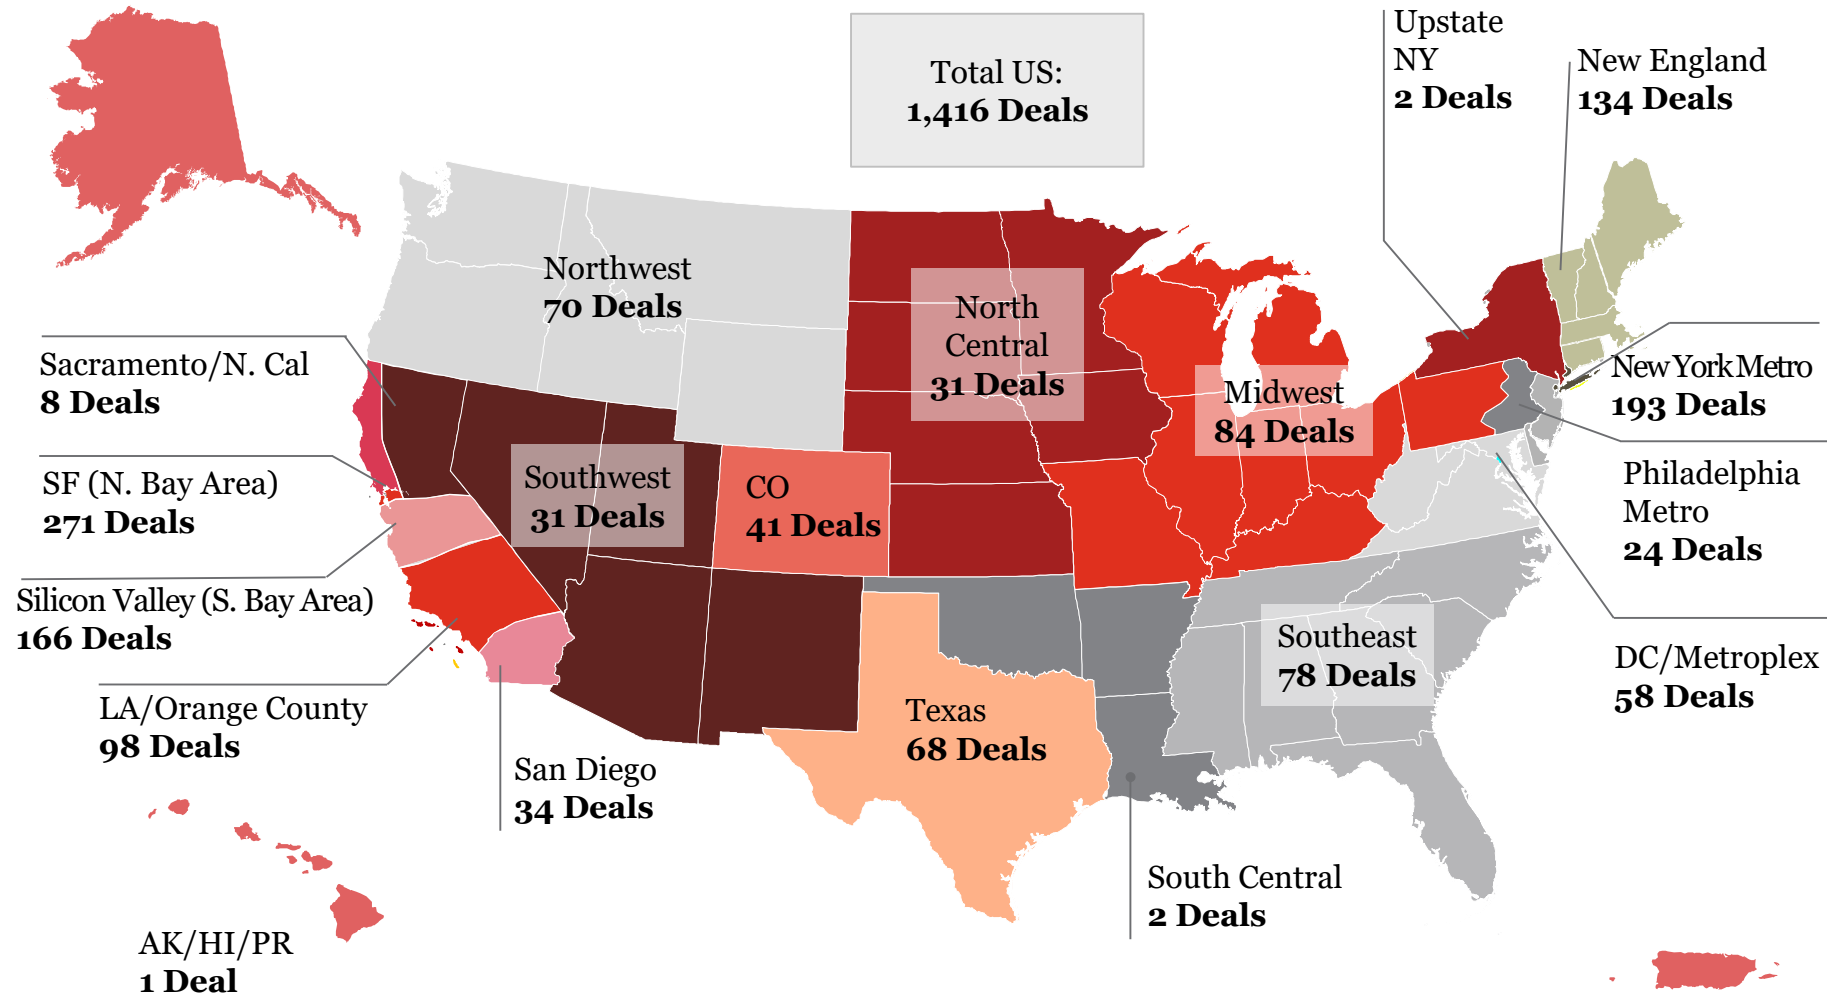 Total US:
1,416 Deals
Upstate
NY
2 Deals
New England
134 Deals
Northwest
70 Deals
North
Central
31 Deals
Midwest
84 Deals
New York Metro
193 Deals
Sacramento/N. Cal
8 Deals
SF (N. Bay Area)
271 Deals
Southwest
31 Deals
CO
41 Deals
Philadelphia
Metro
24 Deals
Silicon Valley (S. Bay Area)
166 Deals
Southeast
78 Deals
DC/Metroplex
58 Deals
LA/Orange County
98 Deals
Texas
68 Deals
San Diego
34 Deals
South Central
2 Deals
AK/HI/PR
1 Deal